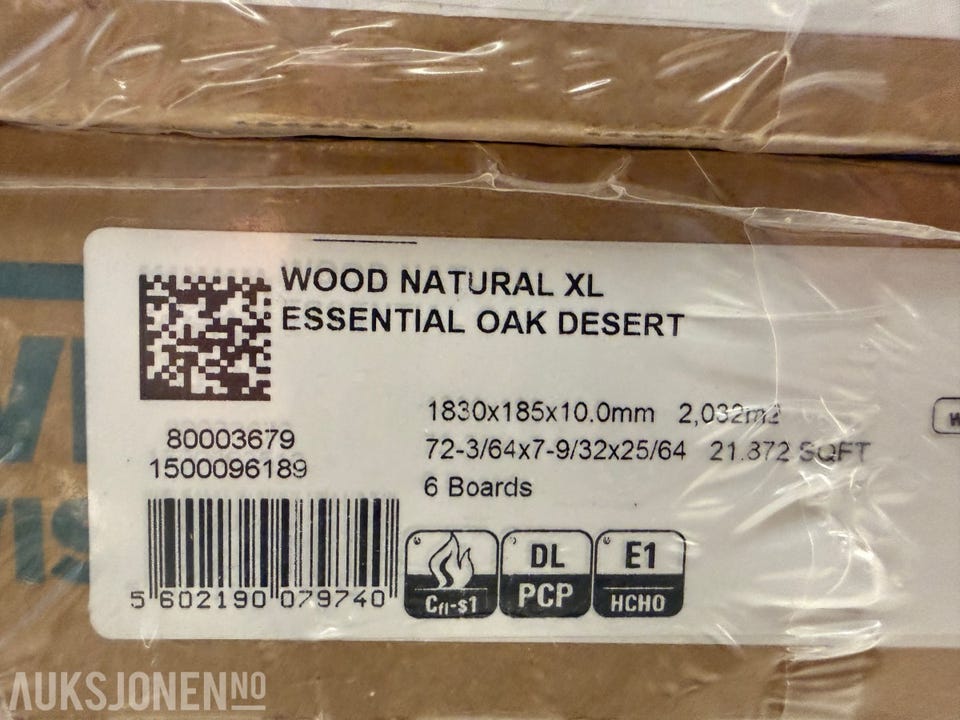 WOOD NATURAL XL
ESSENTIAL OAK DESERT
1830x185x10.0mm 2,032m2
72-3/64x7-9/32x25/64 21.872 SQFT
6 Boards
80003679
1500096189
5 602190 079740
Cfl-s1
DL
PCP
E1
HCHO
AUKSJONEN NO